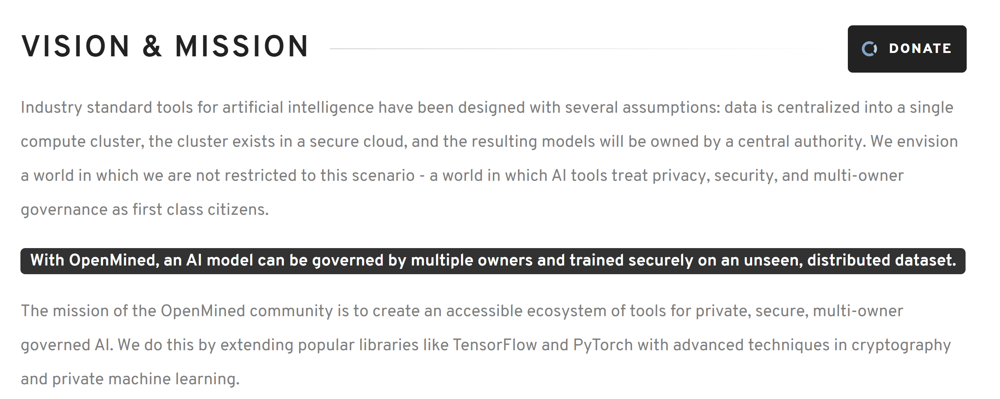 VISION & MISSION
DONATE
Industry standard tools for artificial intelligence have been designed with several assumptions: data is centralized into a single
compute cluster, the cluster exists in a secure cloud, and the resulting models will be owned by a central authority. We envision
a world in which we are not restricted to this scenario - a world in which AI tools treat privacy, security, and multi-owner
governance as first class citizens.
With OpenMined, an AI model can be governed by multiple owners and trained securely on an unseen, distributed dataset.
The mission of the OpenMined community is to create an accessible ecosystem of tools for private, secure, multi-owner
governed AI. We do this by extending popular libraries like TensorFlow and PyTorch with advanced techniques in cryptography
and private machine learning.